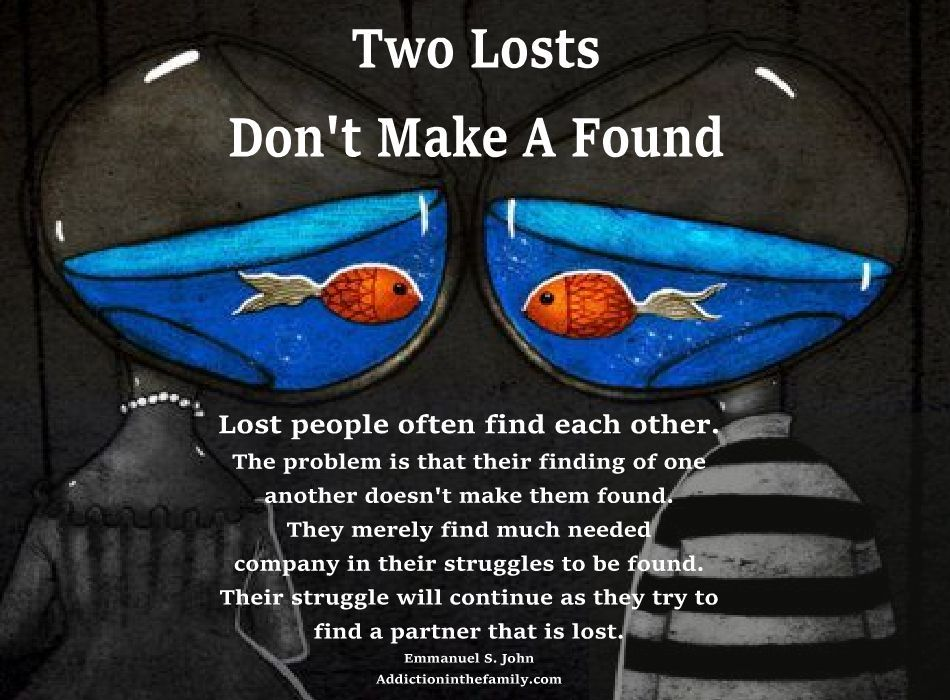 Two Losts
Don't Make A Found
Lost people often find each other.
The problem is that their finding of one
another doesn't make them found.
They merely find much needed
company in their struggles to be found.
Their struggle will continue as they try to
find a partner that is lost.
Emmanuel S. John
Addictioninthefamily.com